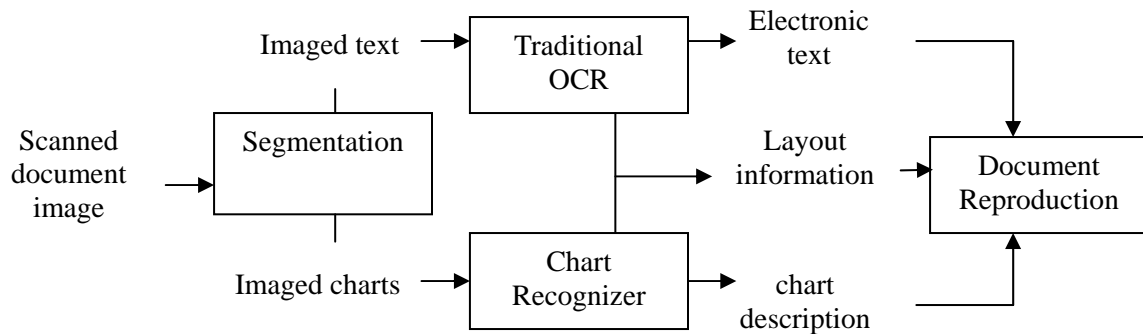 Scanned
document
image
Segmentation
Imaged text
Traditional
OCR
Electronic
text
Layout
information
Imaged charts
Chart
Recognizer
chart
description
Document
Reproduction